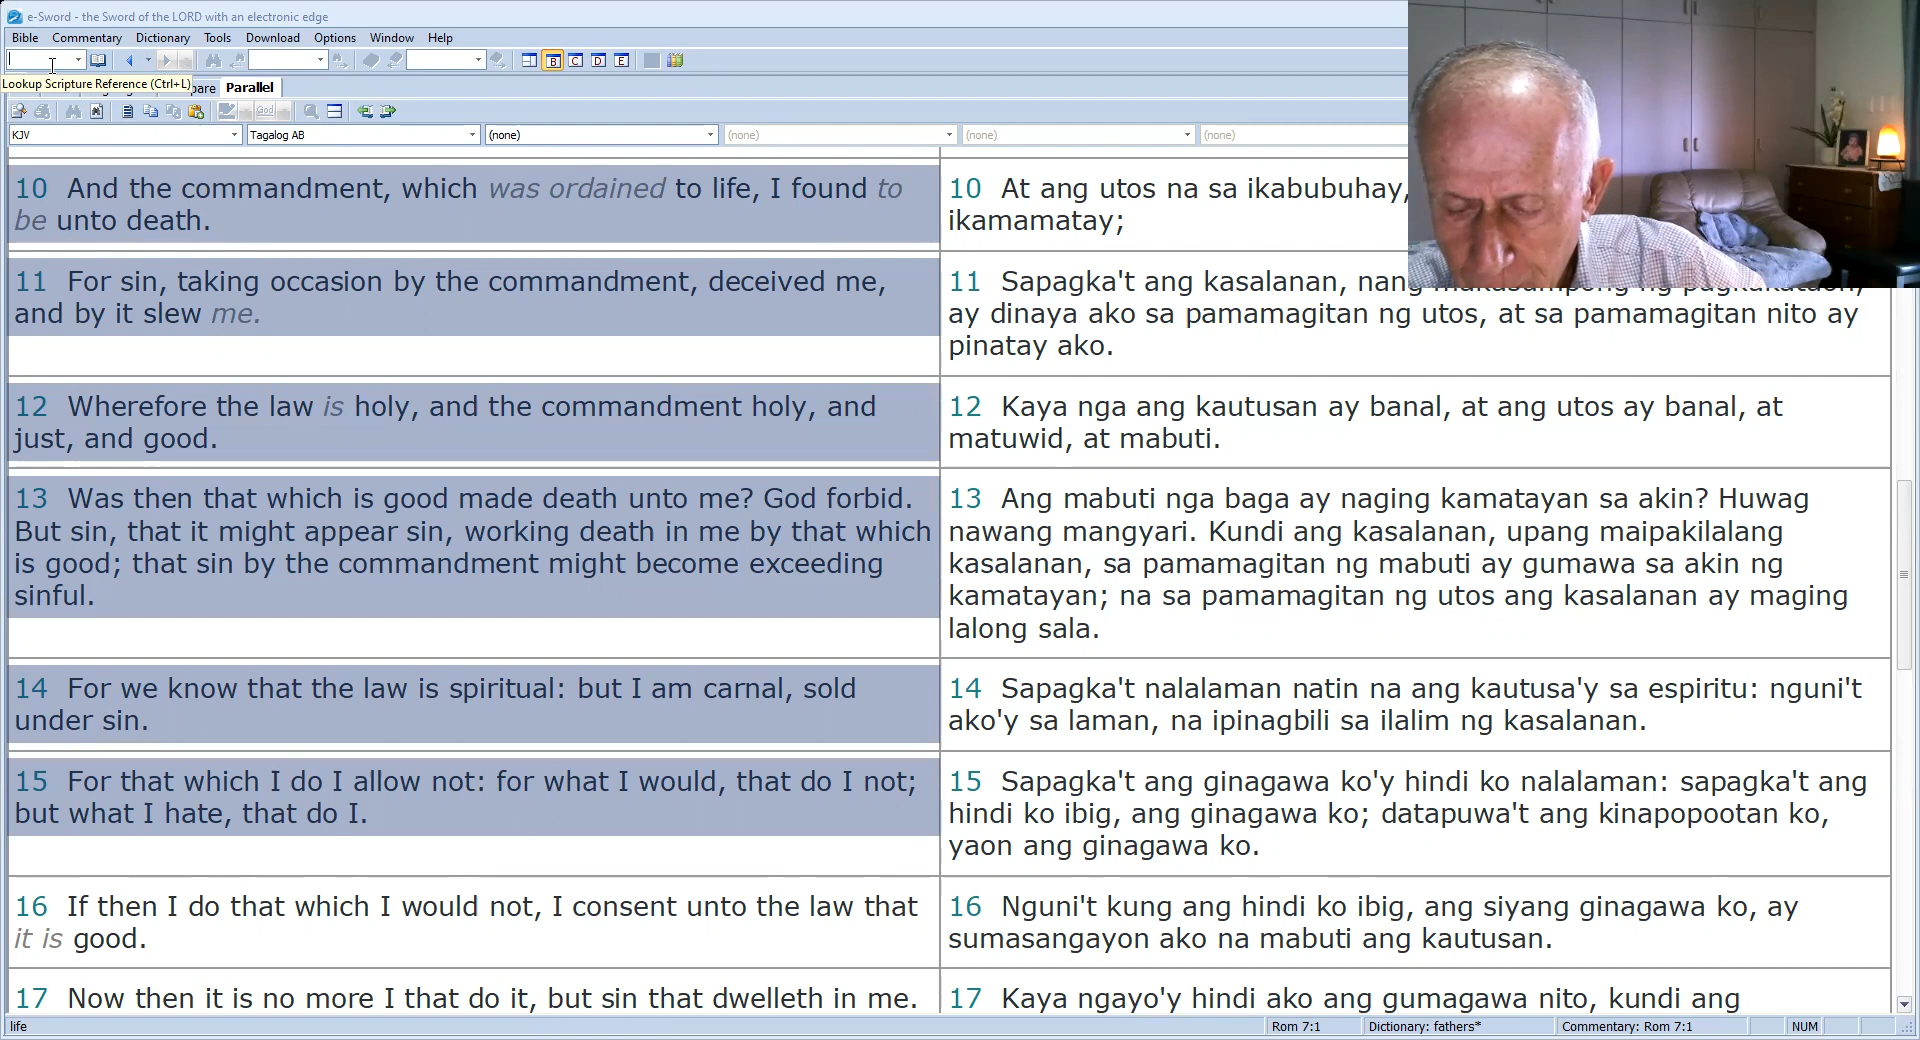 e-Sword - the Sword of the LORD with an electronic edge
Bible Commentary Dictionary Tools Download Options Window Help
B C D E
Lookup Scripture Reference (Ctrl+L)
pare Parallel
God
KJV Tagalog AB (none) (none) (none) (none)
10 And the commandment, which was ordained to life, I found to
be unto death.
10 At ang utos na sa ikabubuhay,
ikamamatay;
11 For sin, taking occasion by the commandment, deceived me,
and by it slew me.
11 Sapagka't ang kasalanan, nang
ay dinaya ako sa pamamagitan ng utos, at sa pamamagitan nito ay
pinatay ako.
12 Wherefore the law is holy, and the commandment holy, and
just, and good.
12 Kaya nga ang kautusan ay banal, at ang utos ay banal, at
matuwid, at mabuti.
13 Was then that which is good made death unto me? God forbid.
But sin, that it might appear sin, working death in me by that which
is good; that sin by the commandment might become exceeding
sinful.
13 Ang mabuti nga baga ay naging kamatayan sa akin? Huwag
nawang mangyari. Kundi ang kasalanan, upang maipakilalang
kasalanan, sa pamamagitan ng mabuti ay gumawa sa akin ng
kamatayan; na sa pamamagitan ng utos ang kasalanan ay maging
lalong sala.
14 For we know that the law is spiritual: but I am carnal, sold
under sin.
14 Sapagka't nalalaman natin na ang kautusa'y sa espiritu: nguni't
ako'y sa laman, na ipinagbili sa ilalim ng kasalanan.
15 For that which I do I allow not: for what I would, that do I not;
but what I hate, that do I.
15 Sapagka't ang ginagawa ko'y hindi ko nalalaman: sapagka't ang
hindi ko ibig, ang ginagawa ko; datapuwa't ang kinapopootan ko,
yaon ang ginagawa ko.
16 If then I do that which I would not, I consent unto the law that
it is good.
16 Nguni't kung ang hindi ko ibig, ang siyang ginagawa ko, ay
sumasangayon ako na mabuti ang kautusan.
17 Now then it is no more I that do it, but sin that dwelleth in me.
17 Kaya ngayo'y hindi ako ang gumagawa nito, kundi ang
life Rom 7:1 Dictionary: fathers* Commentary: Rom 7:1 NUM